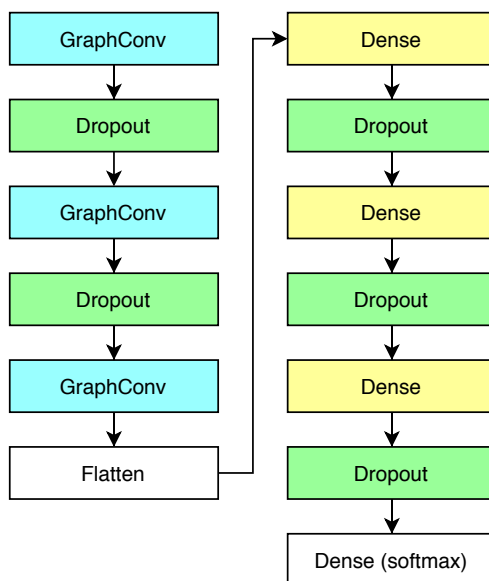 GraphConv
Dropout
GraphConv
Dropout
GraphConv
Flatten
Dense
Dropout
Dense
Dropout
Dense
Dropout
Dense (softmax)